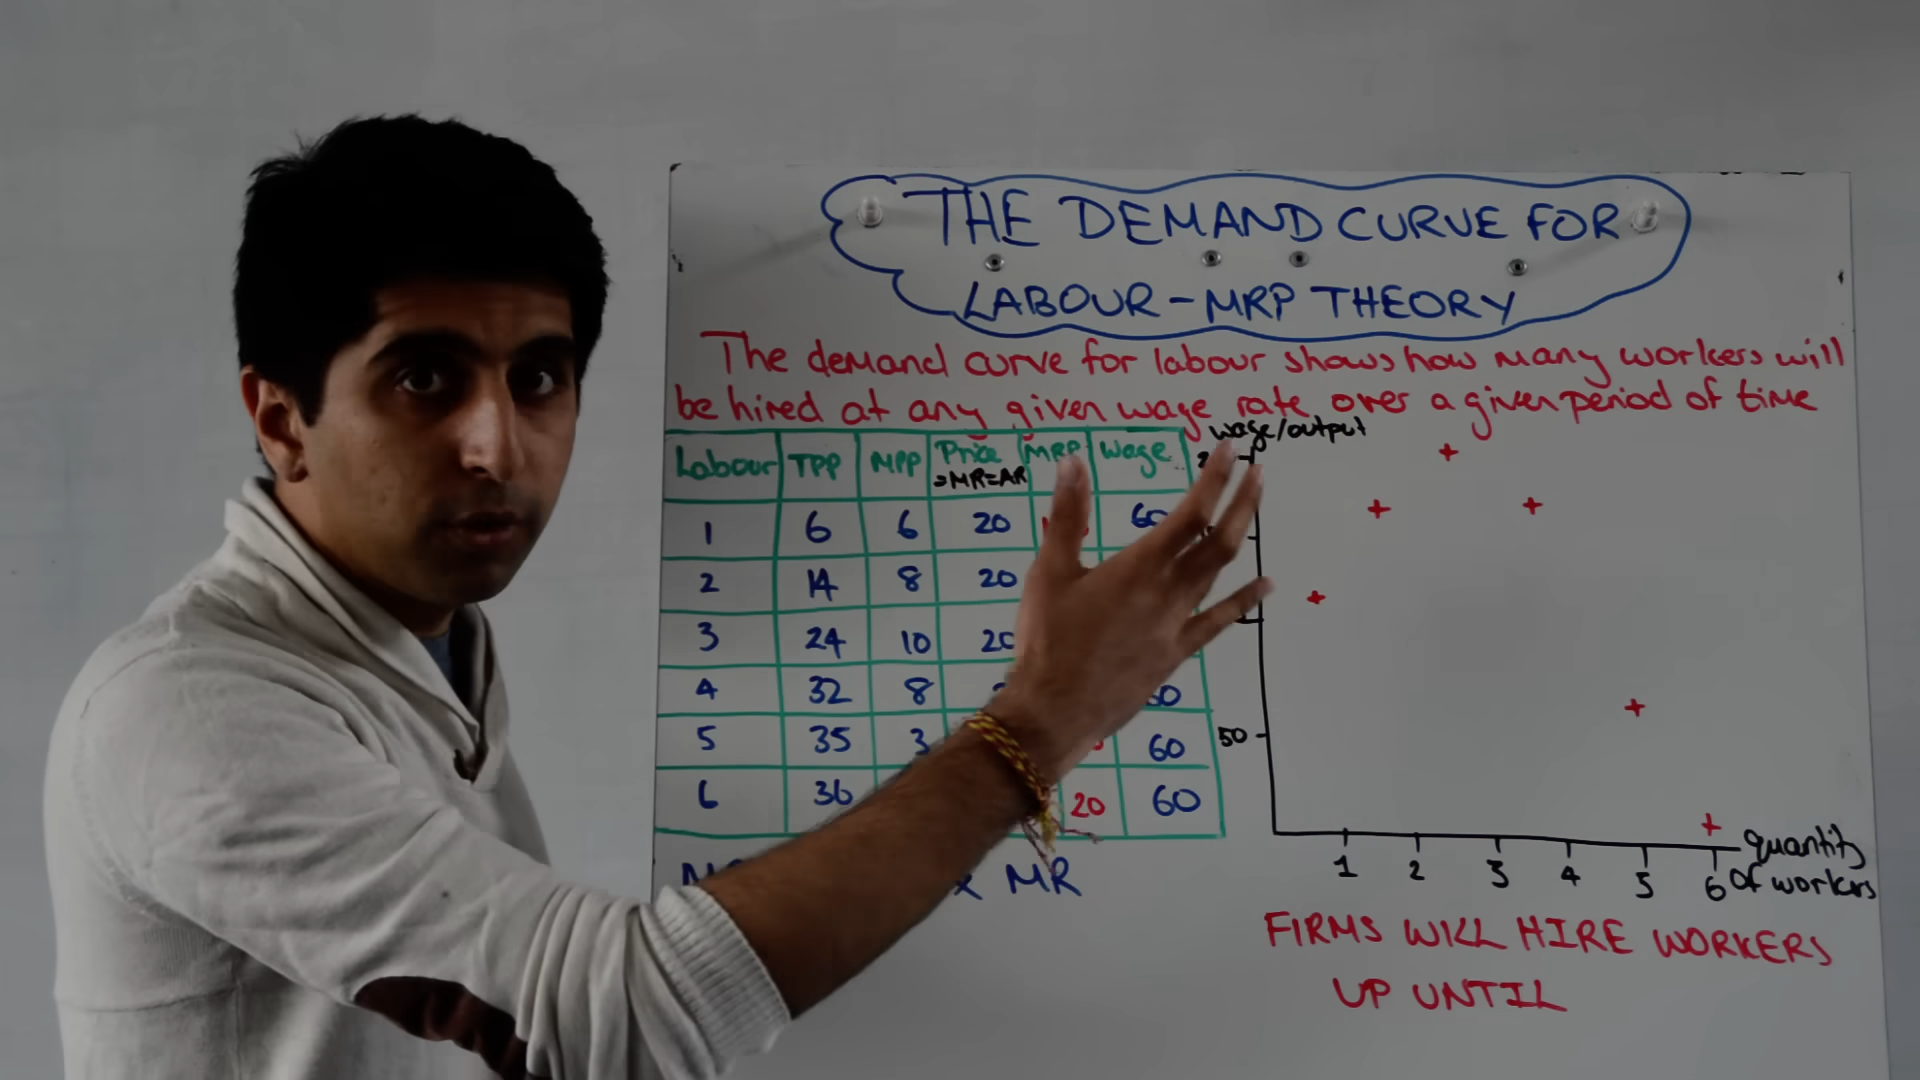 THE DEMAND CURVE FOR
LABOUR - MRP THEORY
The demand curve for labour shows how many workers will
be hired at any given wage rate over a given period of time
Labour TPP MPP Price MRP Wage
=MR=AR
1 6 6 20 60
2 14 8 20
3 24 10 20
4 32 8
5 35 3 60
6 36 20 60
x MR
wage/output
50
1 2 3 4 5 6
quantity
of workers
FIRMS WILL HIRE WORKERS
UP UNTIL